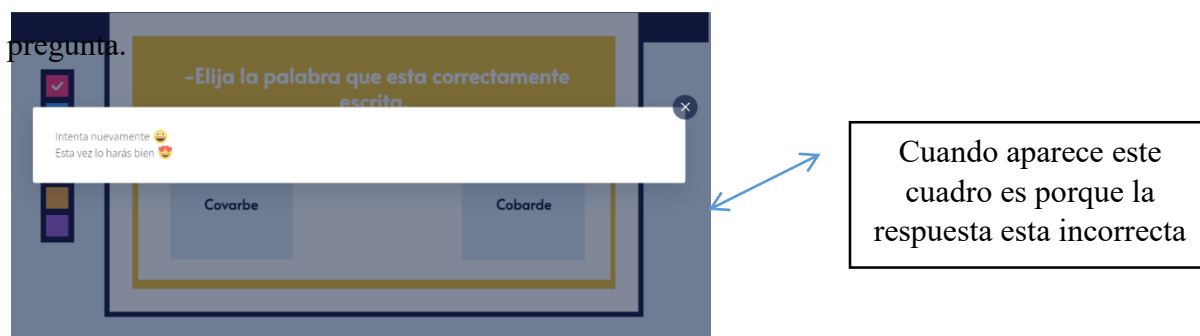 pregunta.
-Elija la palabra que esta correctamente
escrita.
Intenta nuevamente 😀
Esta vez lo harás bien 😍
Covarbe
Cobarde
Cuando aparece este
cuadro es porque la
respuesta esta incorrecta